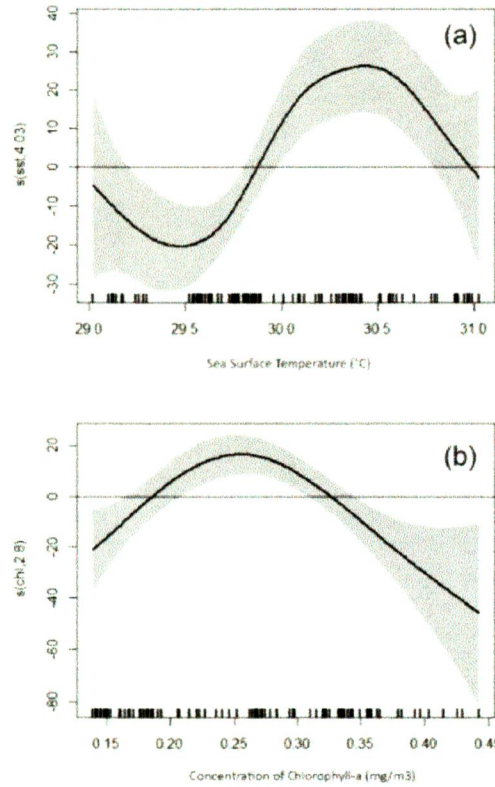 (a)
40
30
20
10
0
-10
-20
-30
s(sst,4.03)
29.0 29.5 30.0 30.5 31.0
Sea Surface Temperature (°C)
(b)
20
0
-20
-40
-60
-80
s(chl,2.8)
0.15 0.20 0.25 0.30 0.35 0.40 0.45
Concentration of Chlorophyll-a (mg/m3)